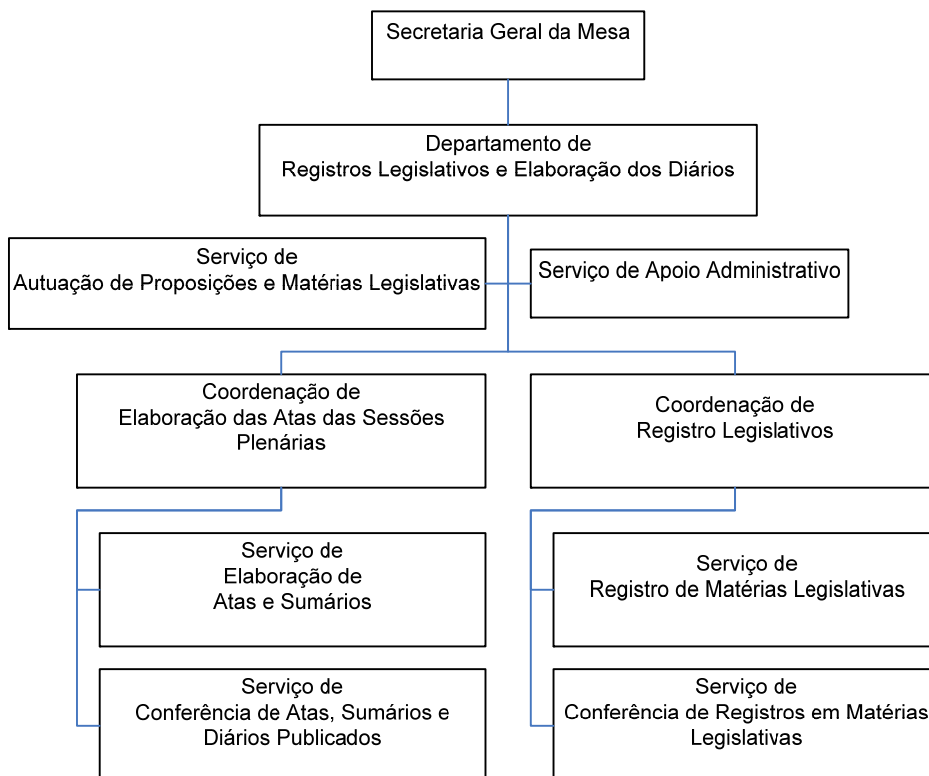 Secretaria Geral da Mesa
Departamento de
Registros Legislativos e Elaboração dos Diários
Serviço de
Autuação de Proposições e Matérias Legislativas
Serviço de Apoio Administrativo
Coordenação de
Elaboração das Atas das Sessões
Plenárias
Coordenação de
Registro Legislativos
Serviço de
Elaboração de
Atas e Sumários
Serviço de
Registro de Matérias Legislativas
Serviço de
Conferência de Atas, Sumários e
Diários Publicados
Serviço de
Conferência de Registros em Matérias
Legislativas